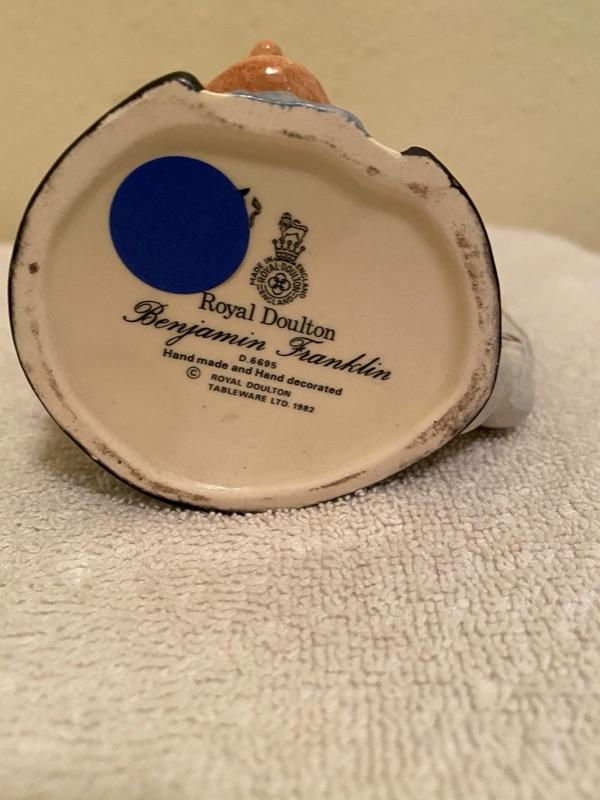 MADE IN ENGLAND
ROYAL·DOULTON
ENGLAND
Royal Doulton
Benjamin Franklin
D.6695
Hand made and Hand decorated
© ROYAL DOULTON
TABLEWARE LTD. 1982